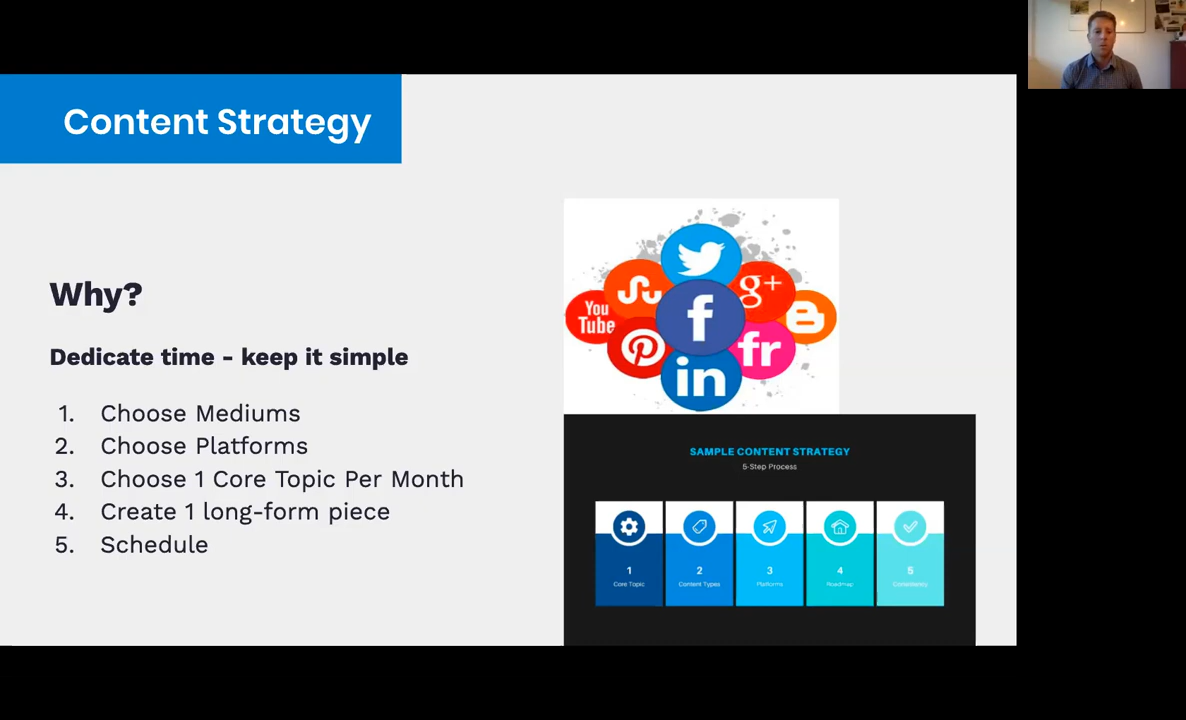 Content Strategy
Why?
Dedicate time - keep it simple
1. Choose Mediums
2. Choose Platforms
3. Choose 1 Core Topic Per Month
4. Create 1 long-form piece
5. Schedule
You
Tube
g+
f
fr
in
SAMPLE CONTENT STRATEGY
5-Step Process
1
Core Topic
2
Content Types
3
Platforms
4
Roadmap
5
Consistency